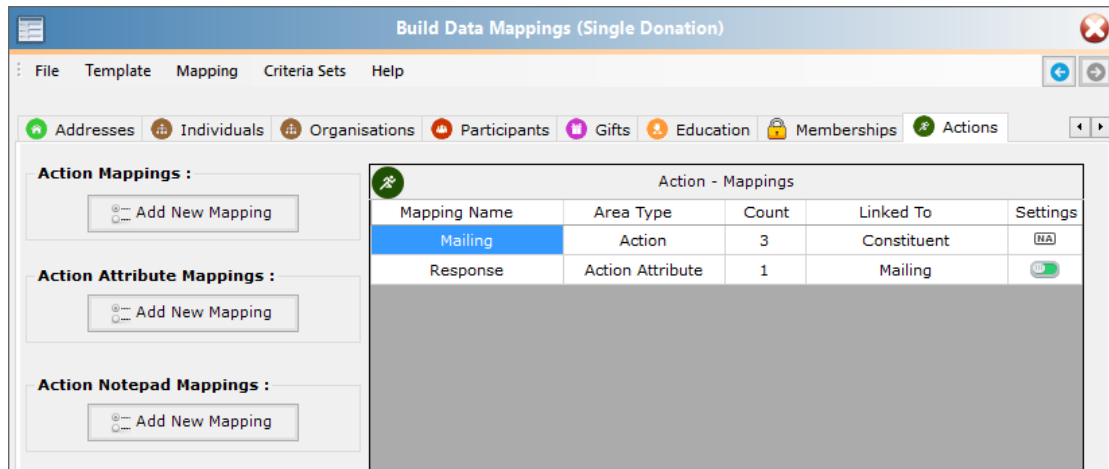 Build Data Mappings (Single Donation)
File Template Mapping Criteria Sets Help
Addresses Individuals Organisations Participants Gifts Education Memberships Actions
Action Mappings :
Add New Mapping
Action Attribute Mappings :
Add New Mapping
Action Notepad Mappings :
Add New Mapping
Action - Mappings
Mapping Name Area Type Count Linked To Settings
Mailing Action 3 Constituent NA
Response Action Attribute 1 Mailing